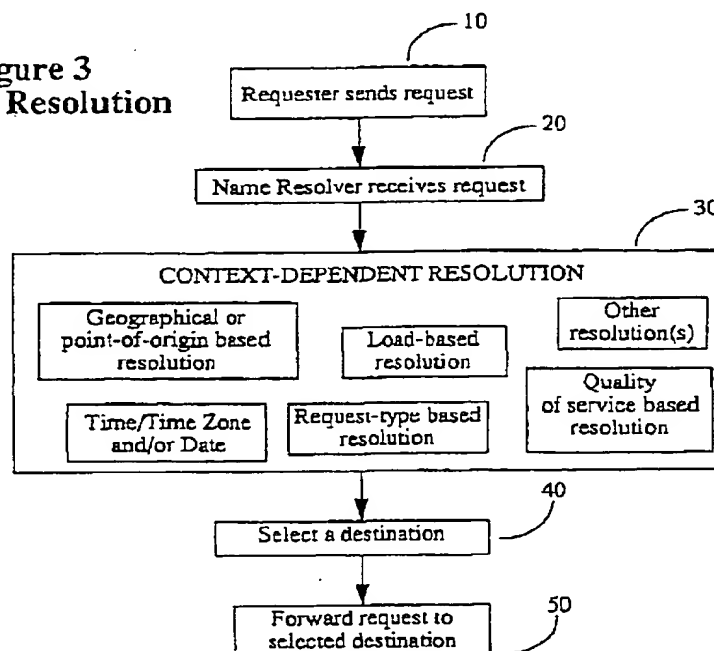 10
gure 3
Resolution
Requester sends request
20
Name Resolver receives request
30
CONTEXT-DEPENDENT RESOLUTION
Geographical or
point-of-origin based
resolution
Load-based
resolution
Other
resolution(s)
Time/Time Zone
and/or Date
Request-type based
resolution
Quality
of service based
resolution
40
Select a destination
50
Forward request to
selected destination